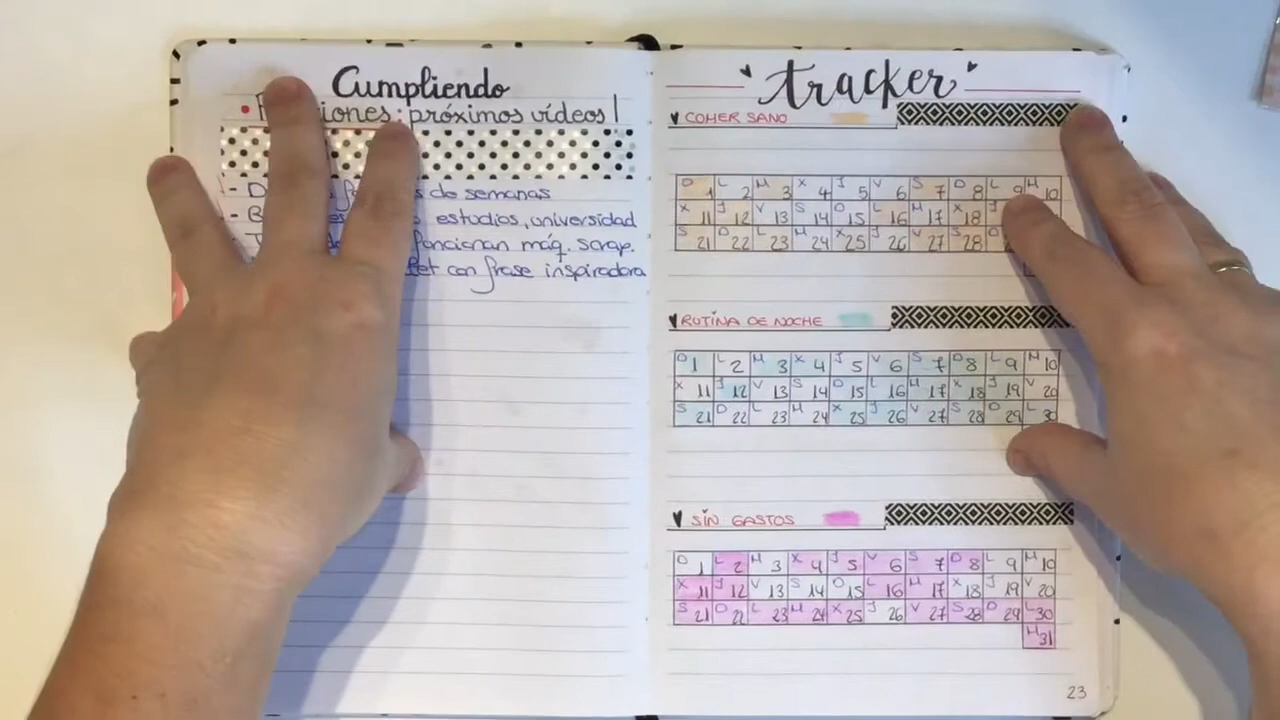 Cumpliendo
próximos vídeos!
de semanas
estudios, universidad
funcionan máq. scrap.
con frase inspiradora
tracker
COMER SANO
D 1 L 2 M 3 X 4 J 5 V 6 S 7 D 8 L 9 M 10
X 11 J 12 V 13 S 14 D 15 L 16 M 17 X 18 J
S 21 D 22 L 23 M 24 X 25 J 26 V 27 S 28 D
RUTINA DE NOCHE
D 1 L 2 M 3 X 4 J 5 V 6 S 7 D 8 L 9 M 10
X 11 J 12 V 13 S 14 D 15 L 16 M 17 X 18 J 19 V 20
S 21 D 22 L 23 M 24 X 25 J 26 V 27 S 28 D 29 L 30
SIN GASTOS
D 1 L 2 M 3 X 4 J 5 V 6 S 7 D 8 L 9 M 10
X 11 J 12 V 13 S 14 D 15 L 16 M 17 X 18 J 19 V 20
S 21 D 22 L 23 M 24 X 25 J 26 V 27 S 28 D 29 L 30
M 31
23